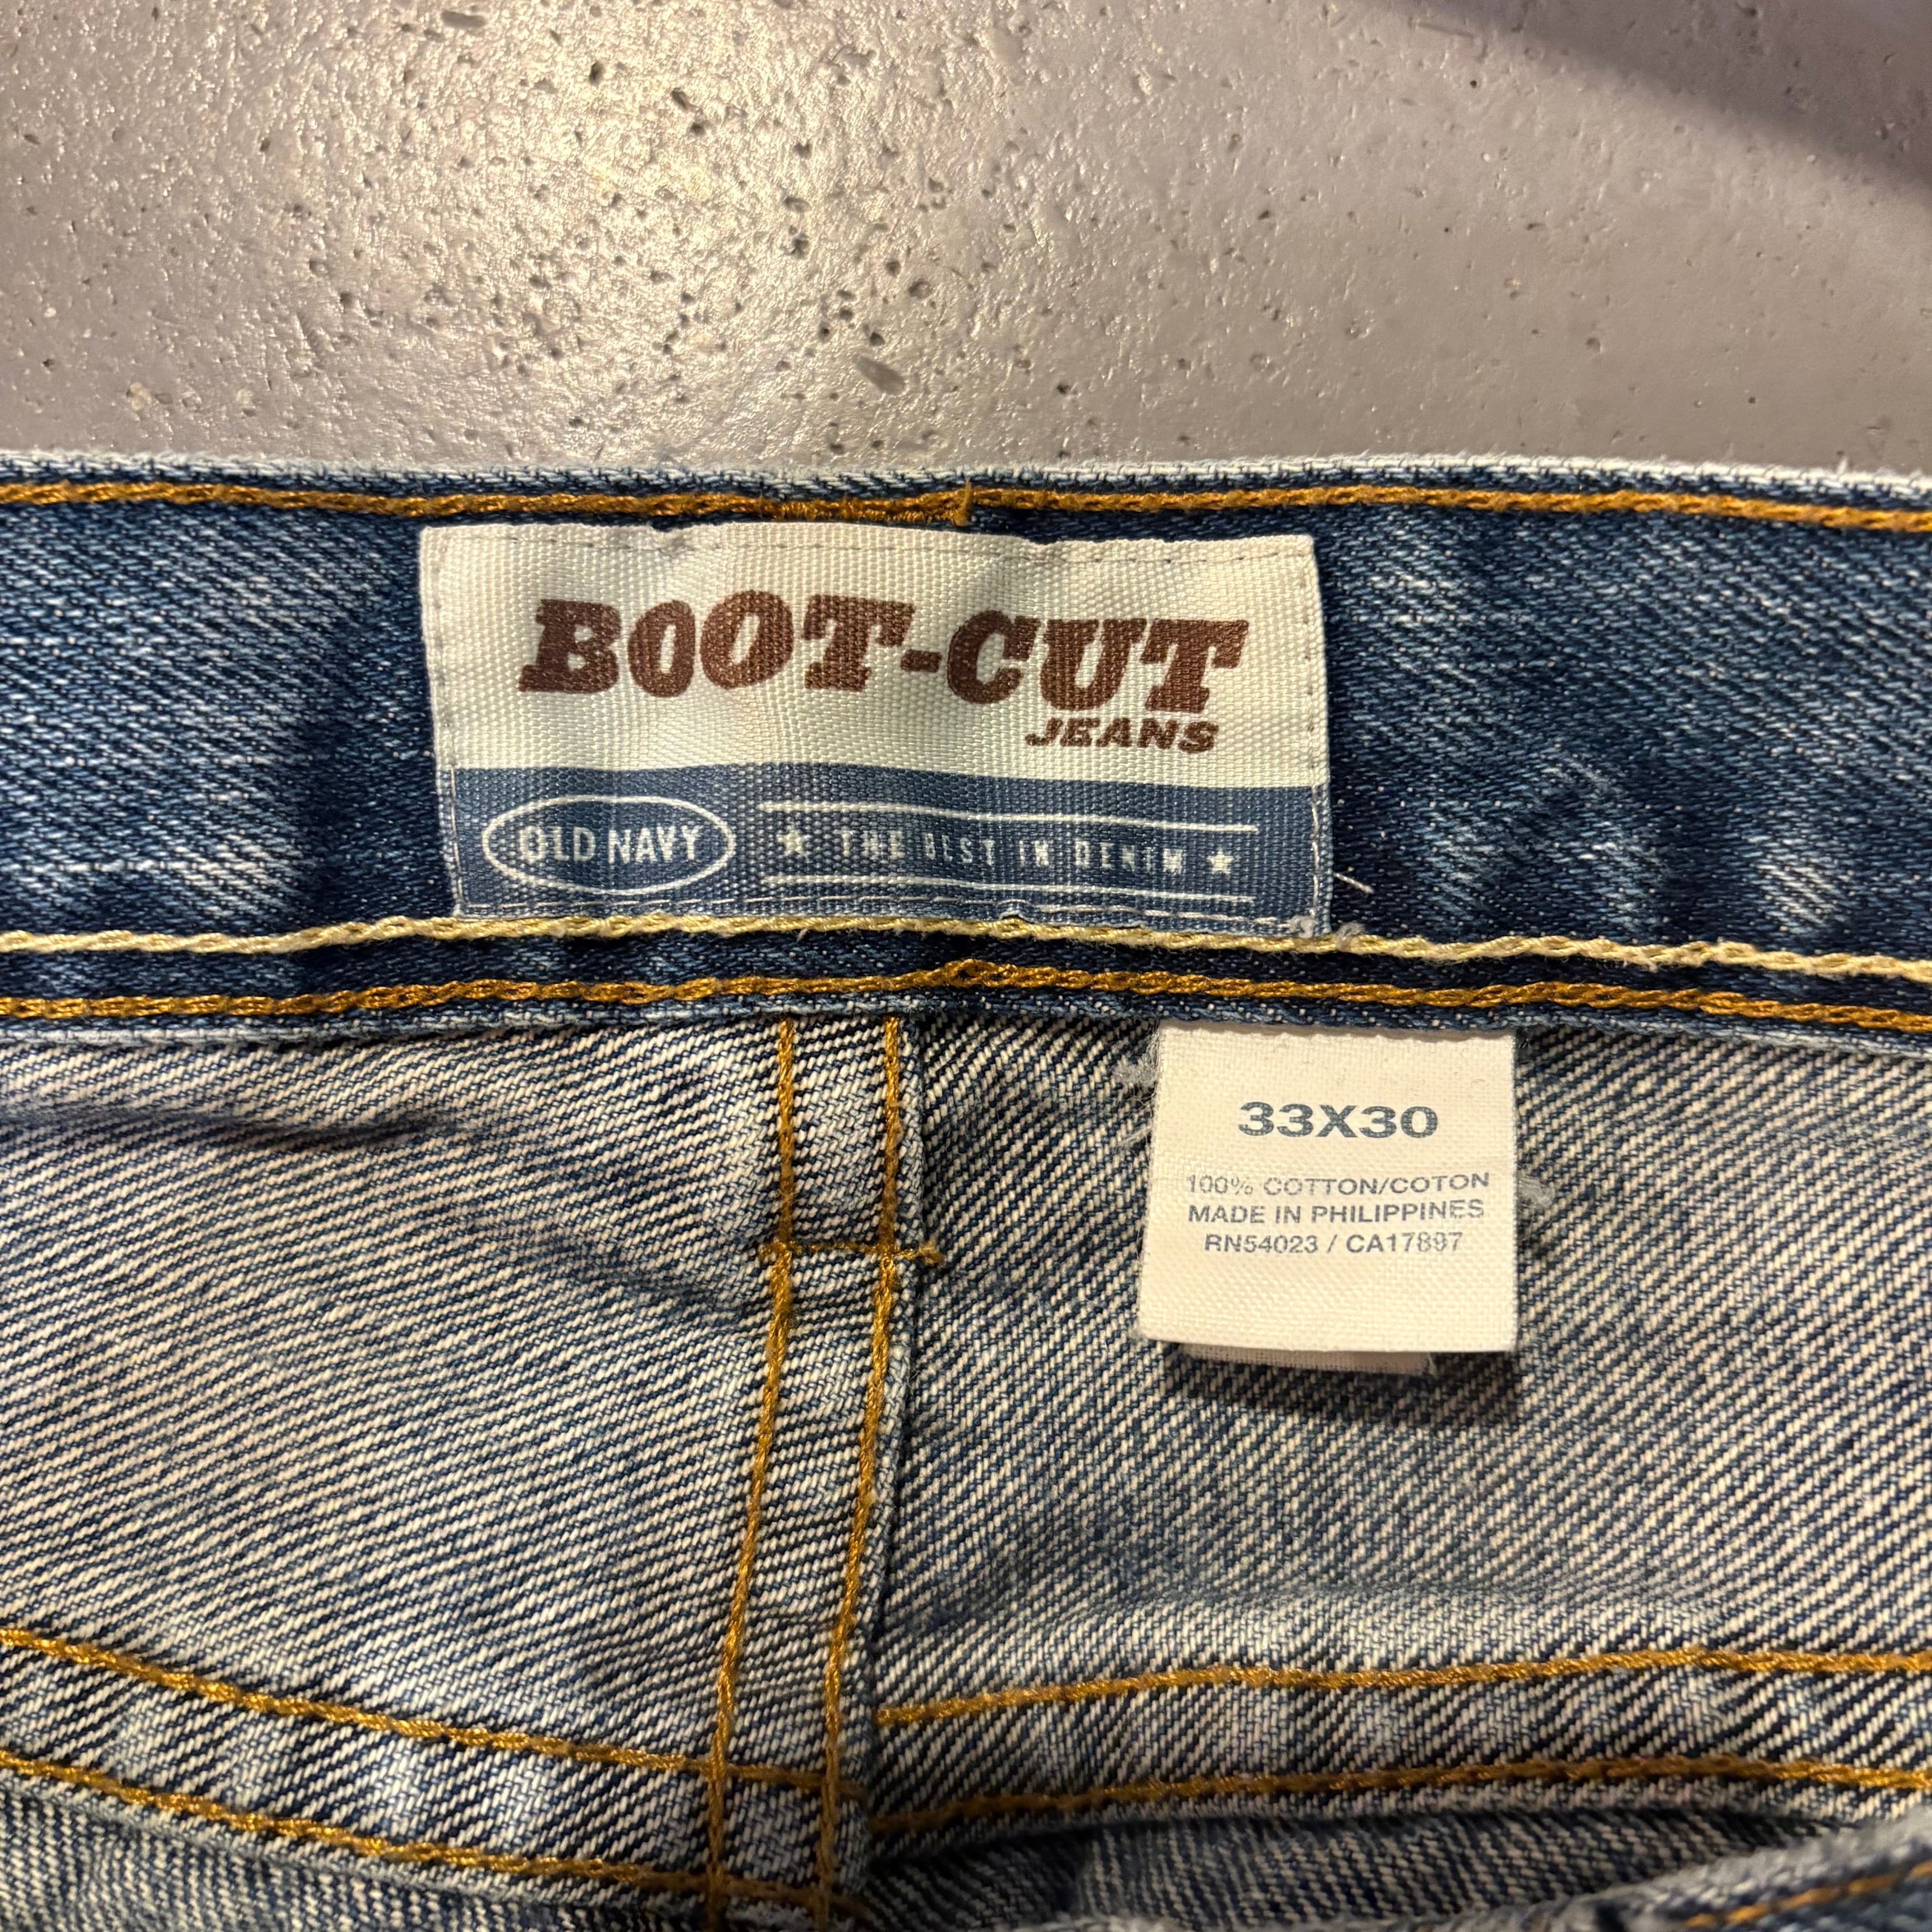 BOOT-CUT
JEANS
OLD NAVY
THE BEST IN DENIM
33X30
100% COTTON/COTON
MADE IN PHILIPPINES
RN54023 / CA17897